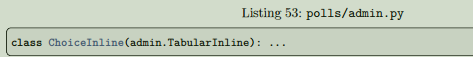 Listing 53: polls/admin.py
class ChoiceInline(admin.TabularInline): ...